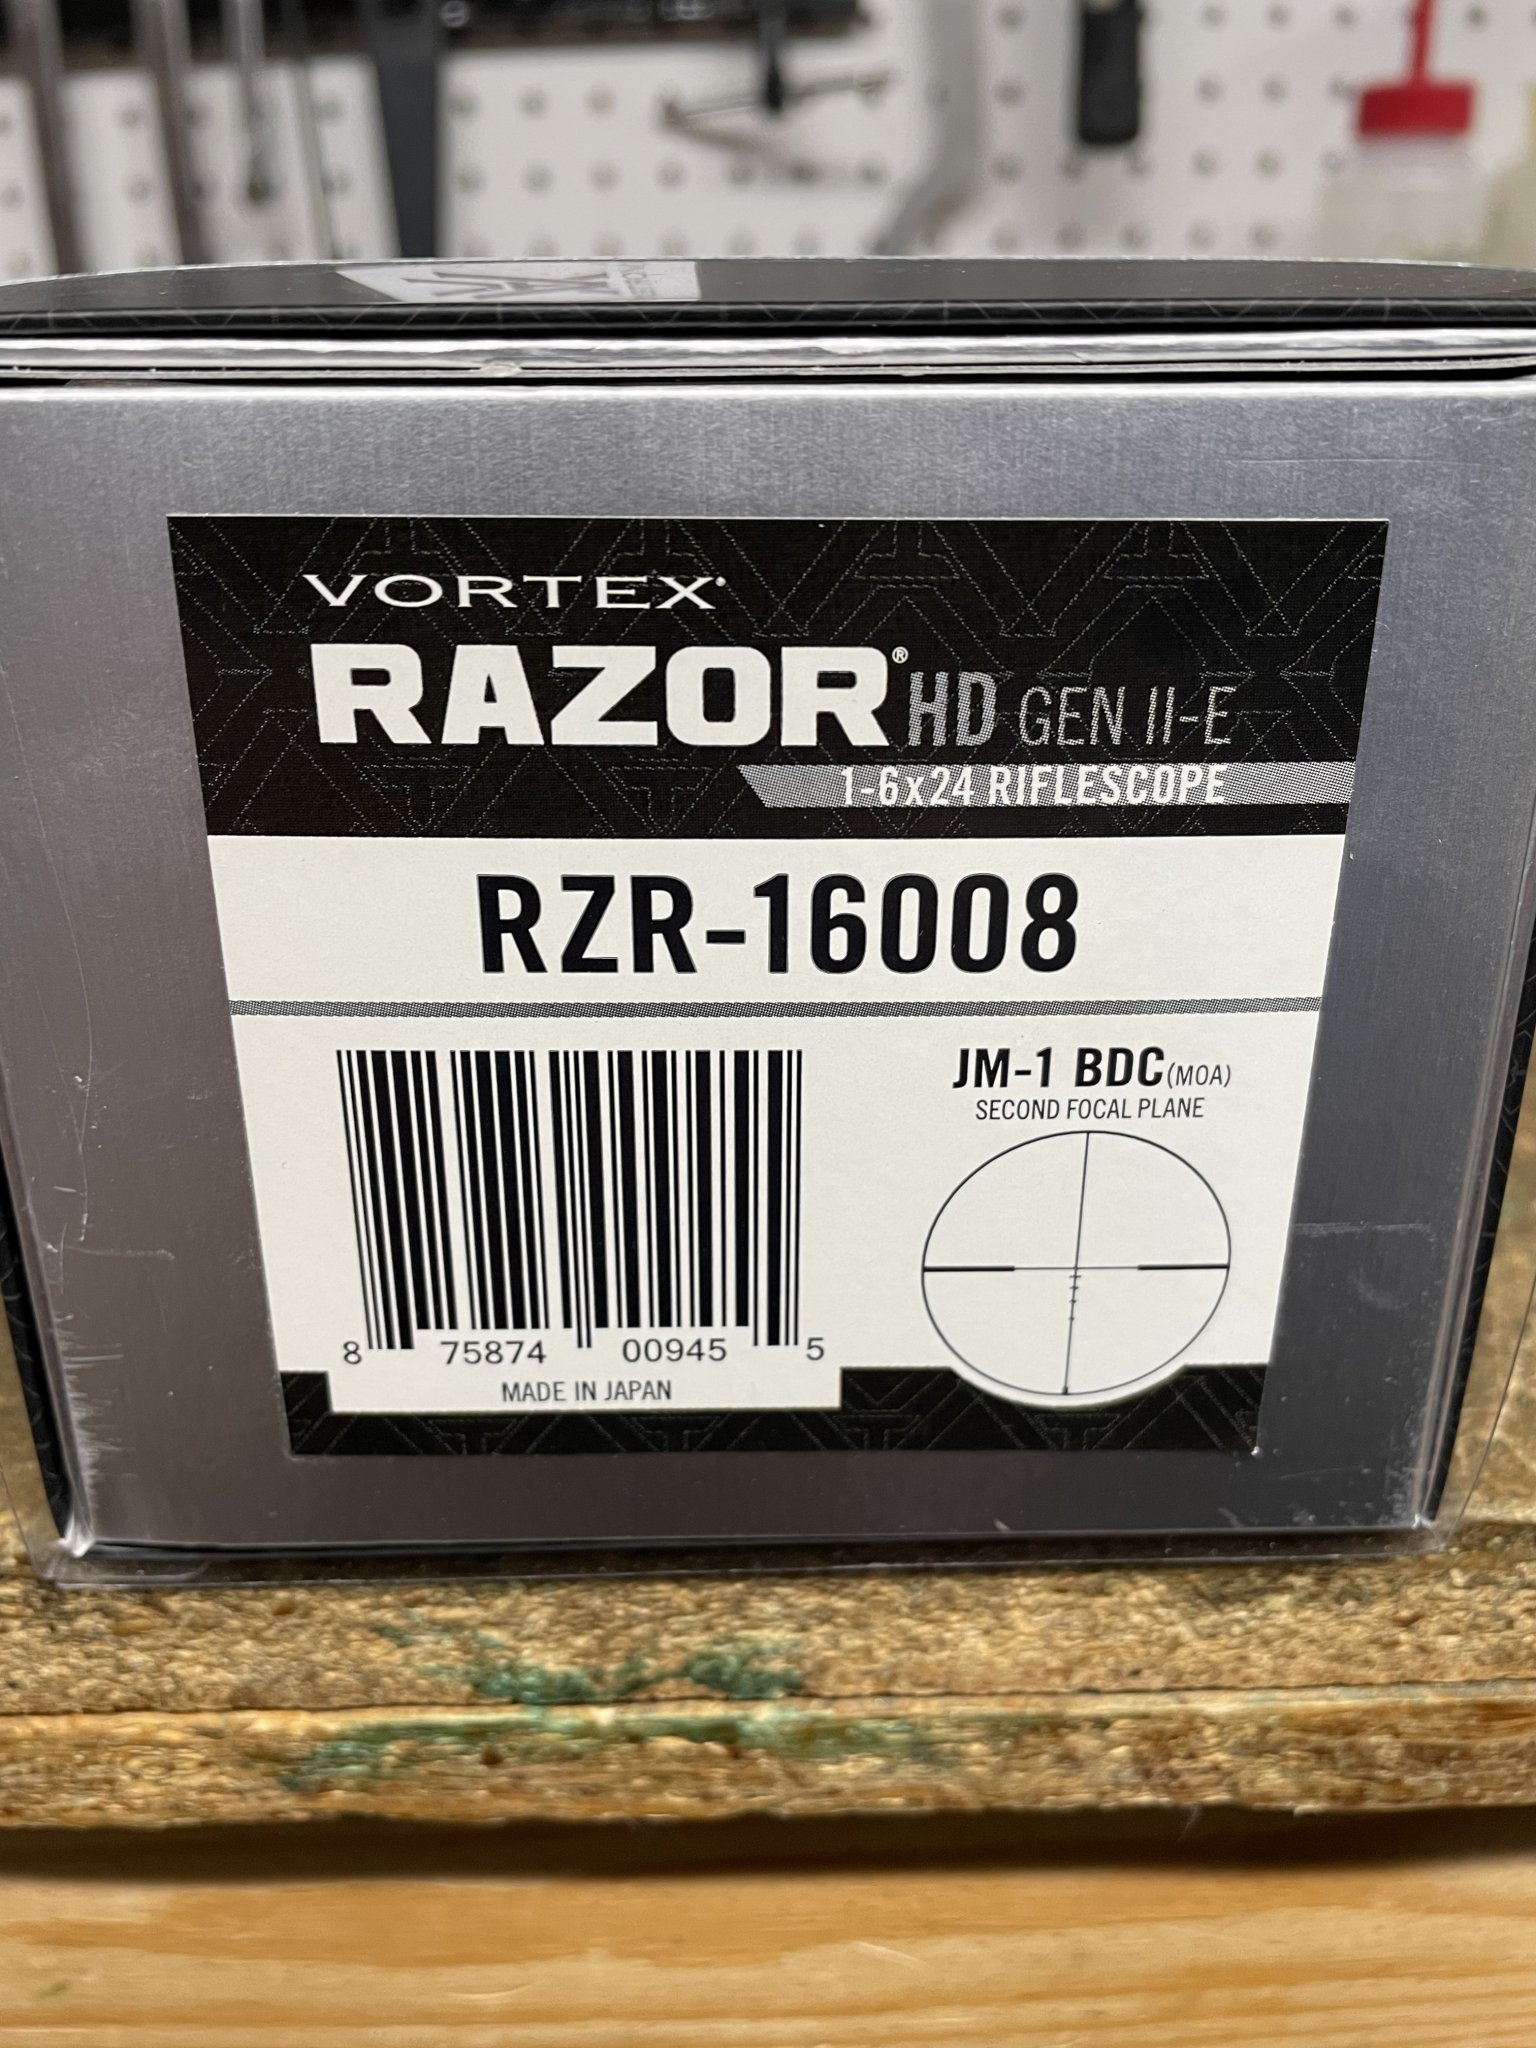 VORTEX®
RAZOR® HD GEN II-E
1-6x24 RIFLESCOPE
RZR-16008
JM-1 BDC(MOA)
SECOND FOCAL PLANE
8 75874 00945 5
MADE IN JAPAN